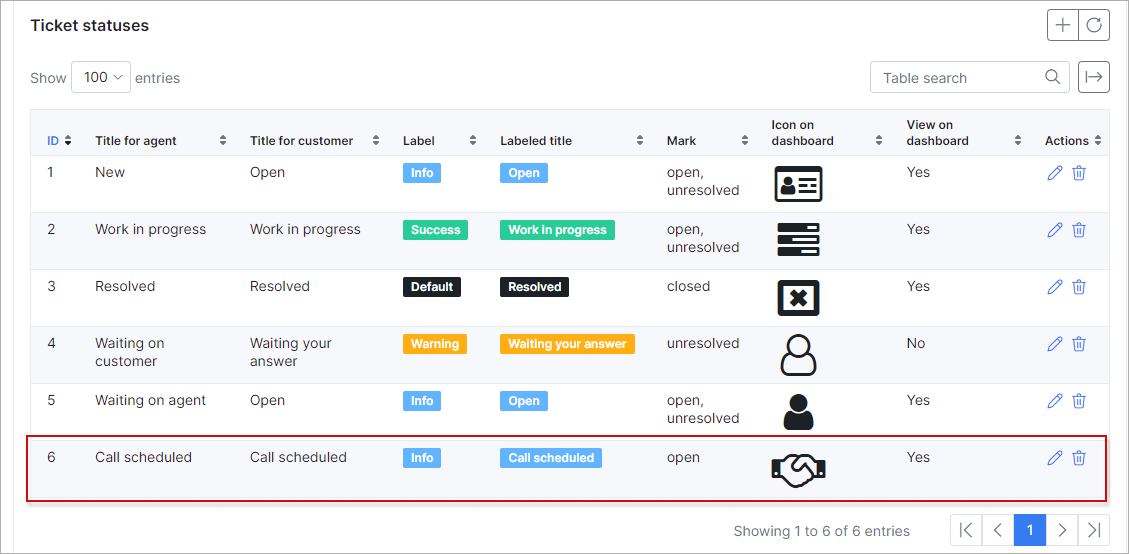 Ticket statuses
Show 100 entries
Table search
ID Title for agent Title for customer Label Labeled title Mark Icon on dashboard View on dashboard Actions
1 New Open Info Open open, unresolved Yes
2 Work in progress Work in progress Success Work in progress open, unresolved Yes
3 Resolved Resolved Default Resolved closed Yes
4 Waiting on customer Waiting your answer Warning Waiting your answer unresolved No
5 Waiting on agent Open Info Open open, unresolved Yes
6 Call scheduled Call scheduled Info Call scheduled open Yes
Showing 1 to 6 of 6 entries 1